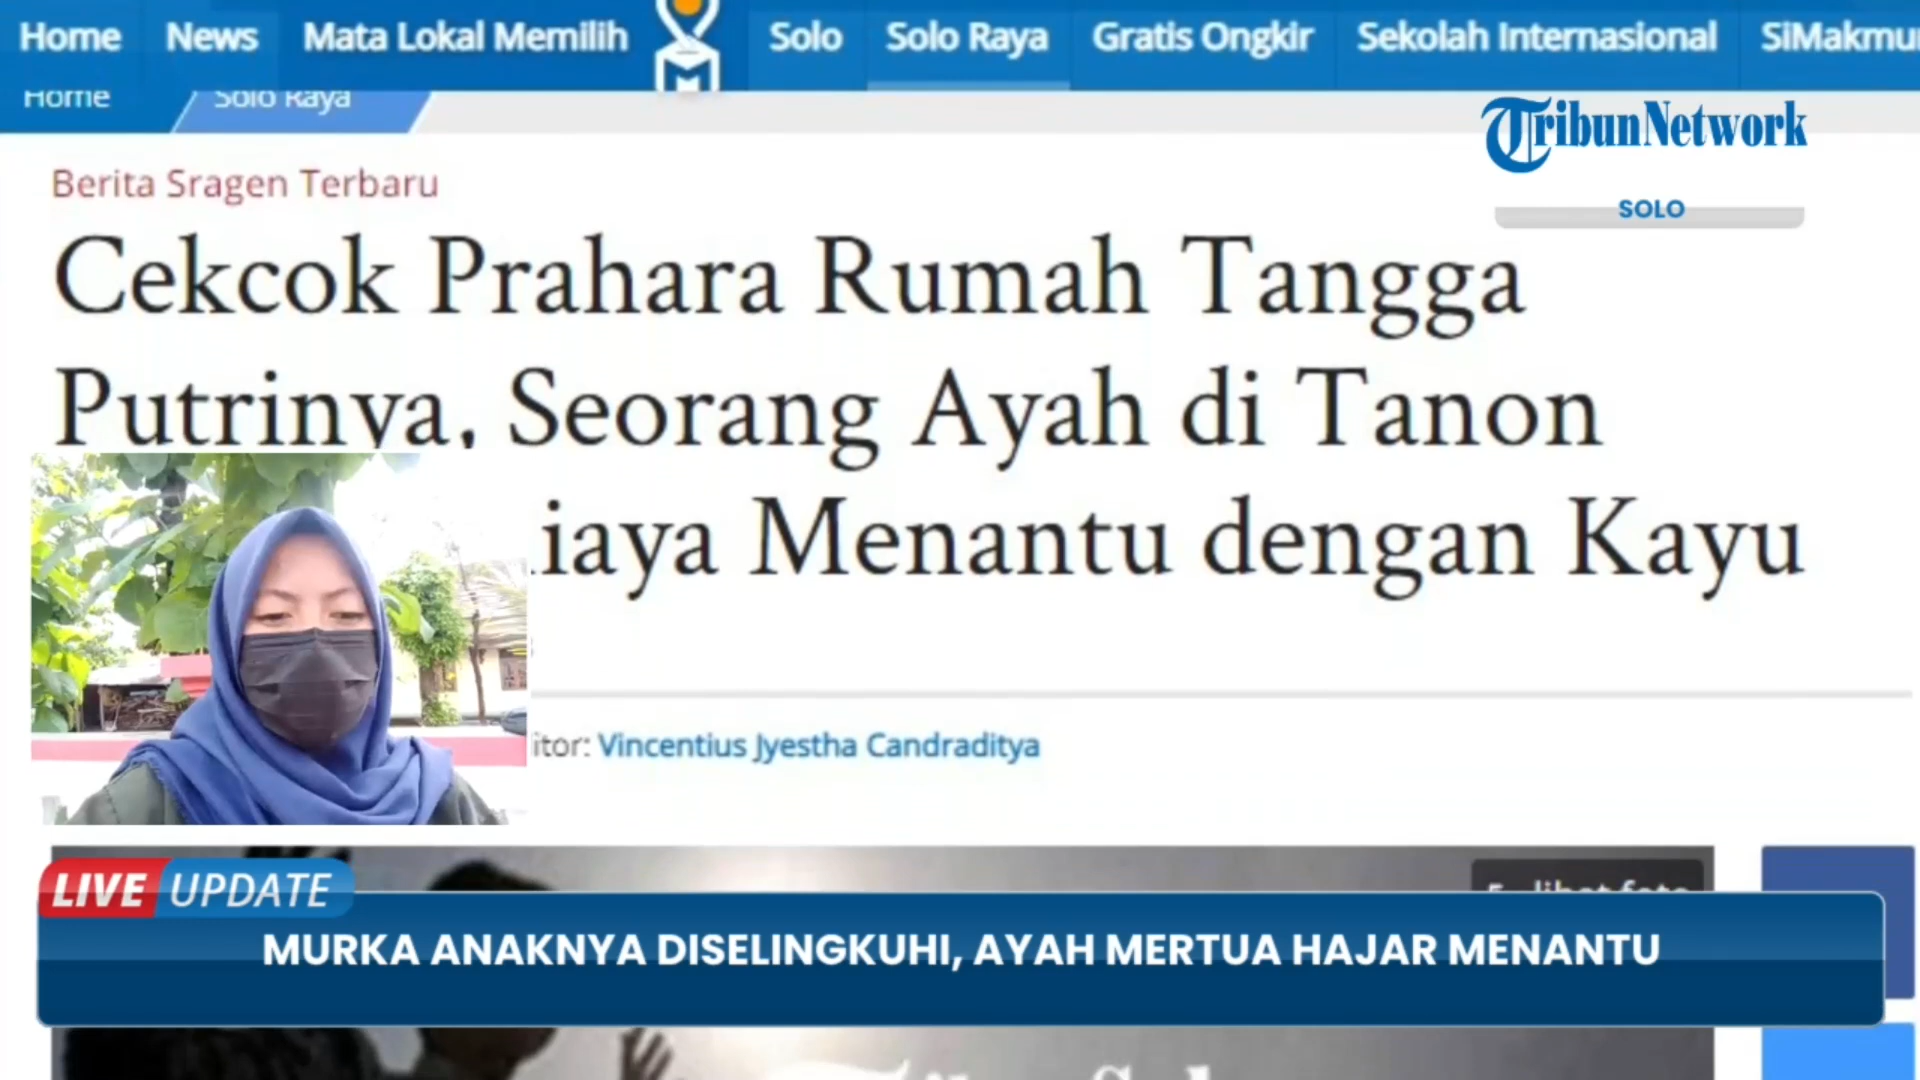 Home News Mata Lokal Memilih Solo Solo Raya Gratis Ongkir Sekolah Internasional
Home Solo Raya
TribunNetwork
SOLO
Berita Sragen Terbaru
Cekcok Prahara Rumah Tangga
Putrinya, Seorang Ayah di Tanon
iaya Menantu dengan Kayu
itor: Vincentius Jyestha Candraditya
LIVE UPDATE
MURKA ANAKNYA DISELINGKUHI, AYAH MERTUA HAJAR MENANTU